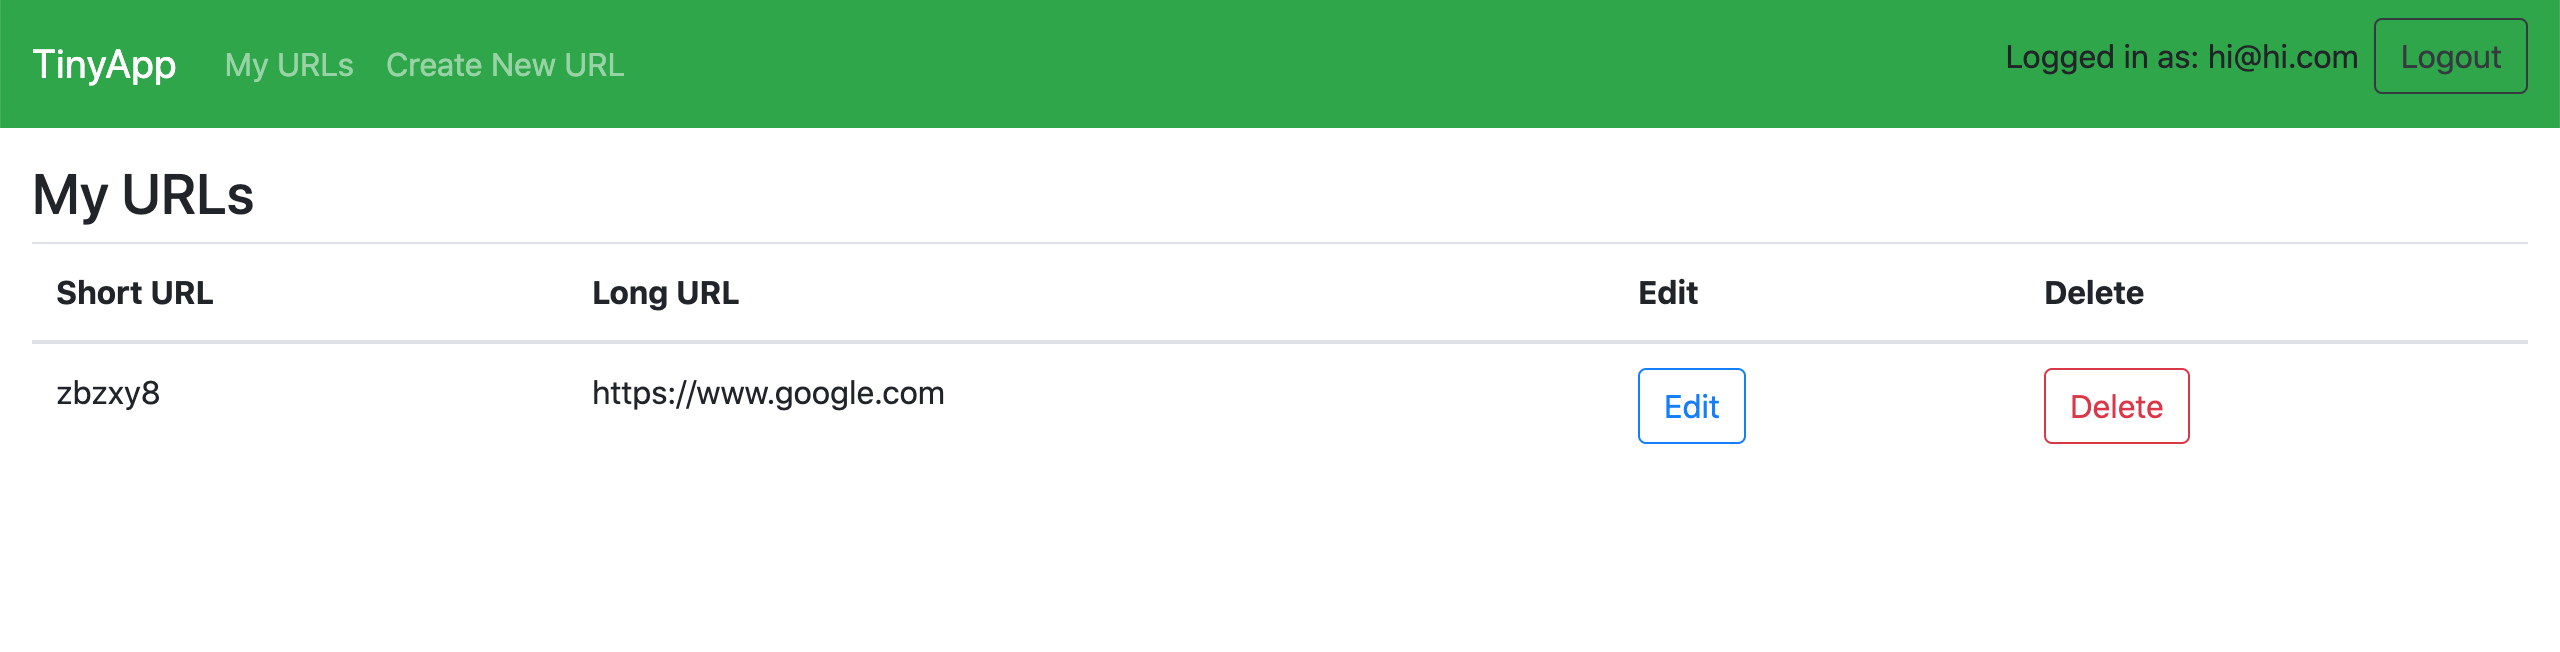 TinyApp My URLs Create New URL Logged in as: hi@hi.com Logout
My URLs
Short URL Long URL Edit Delete
zbzxy8 https://www.google.com Edit Delete